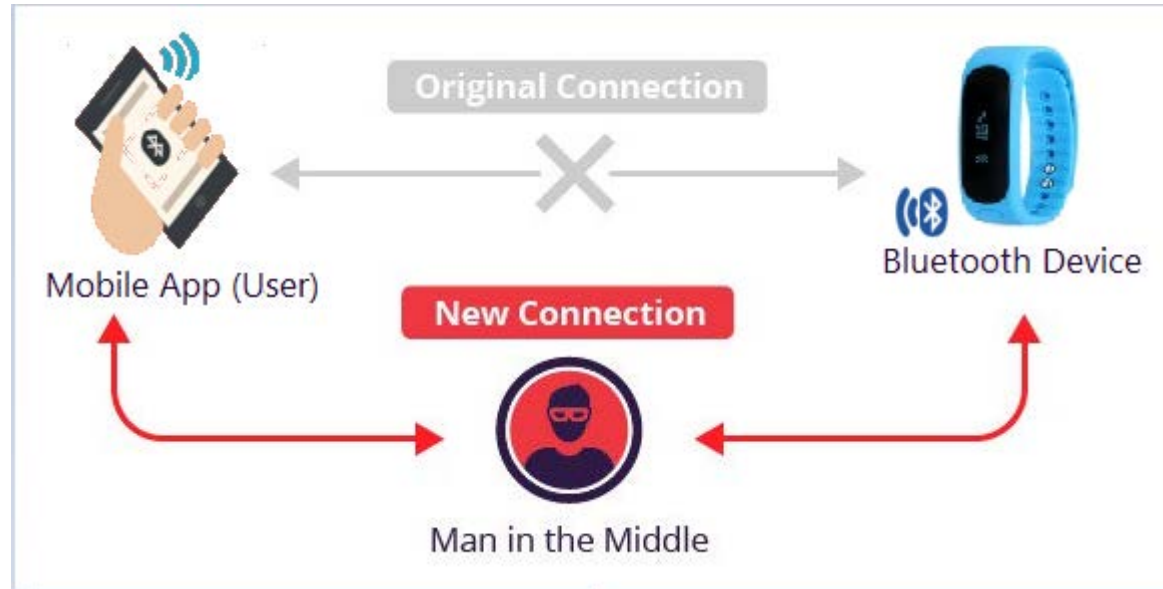 Original Connection
Mobile App (User)
Bluetooth Device
New Connection
Man in the Middle